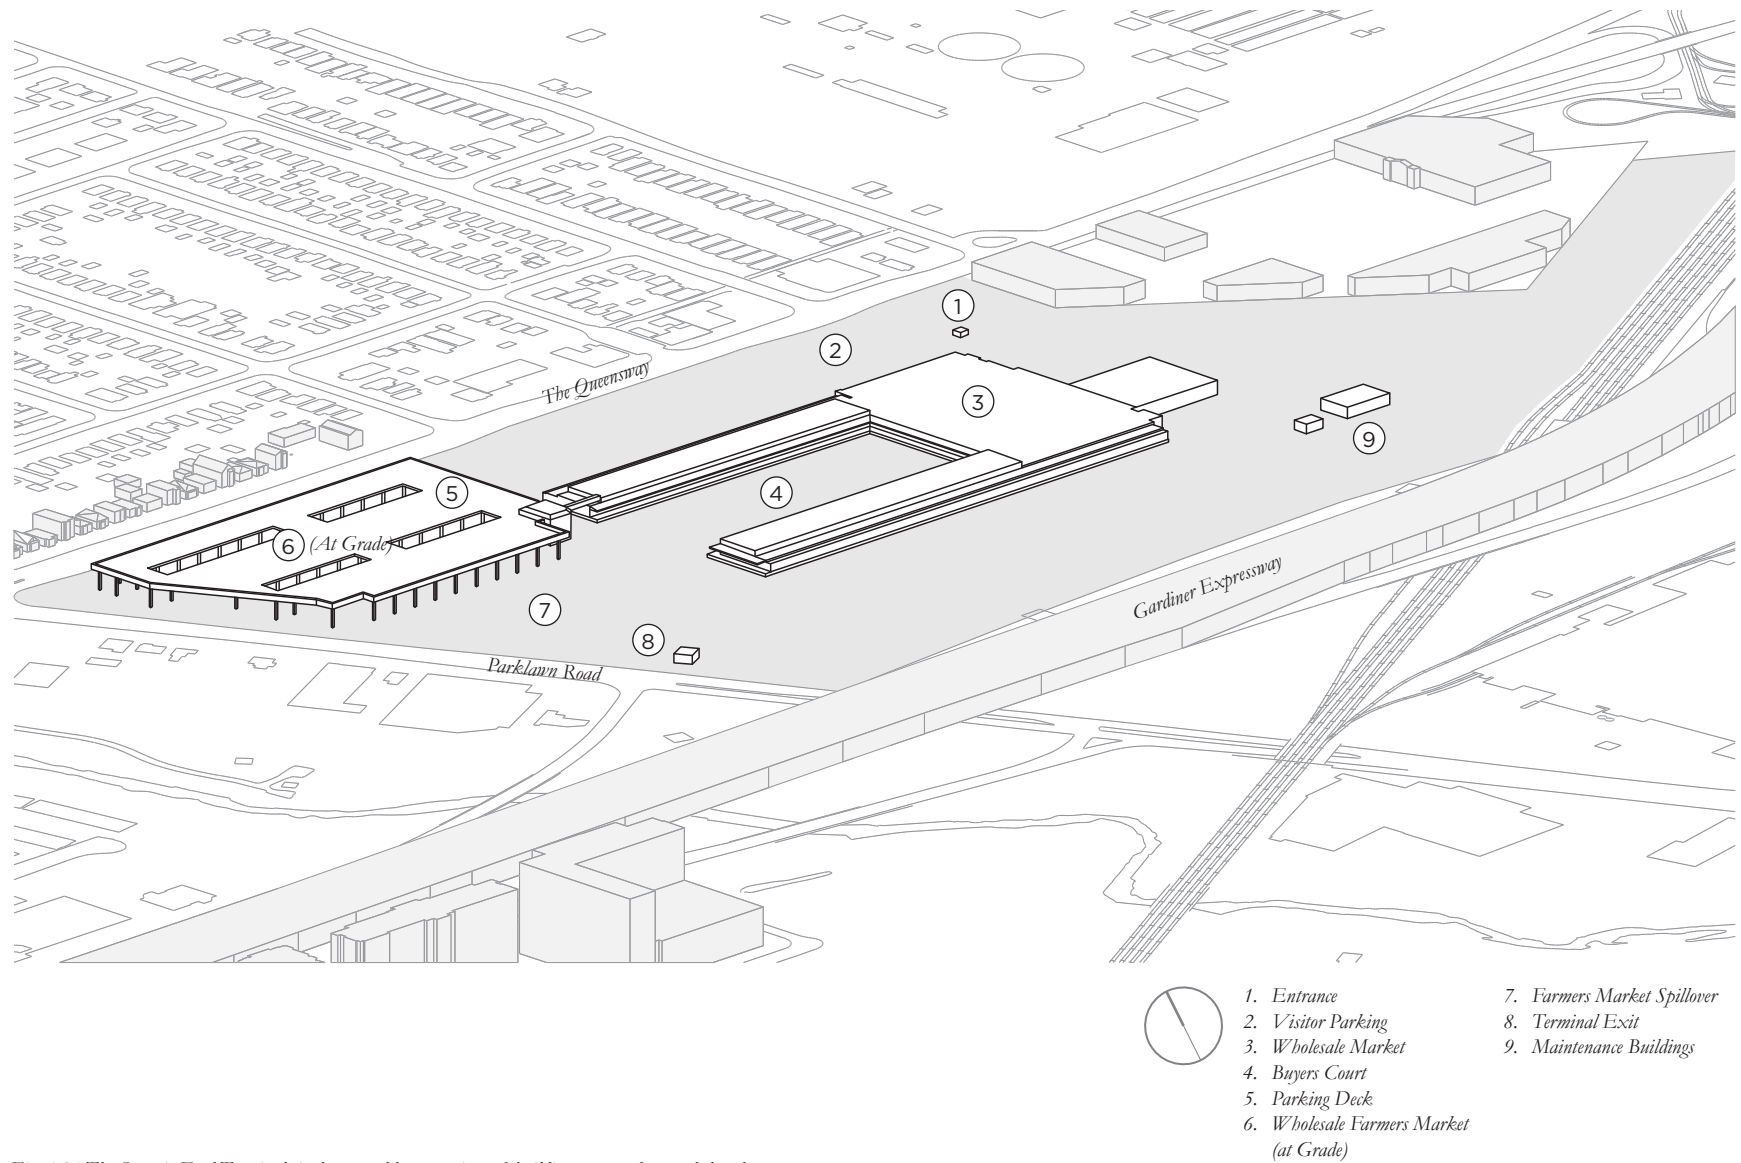 1
2
The Queensway
3
9
5
4
6 (At Grade)
Gardiner Expressway
7
8
Parklawn Road
1. Entrance
2. Visitor Parking
3. Wholesale Market
4. Buyers Court
5. Parking Deck
6. Wholesale Farmers Market
(at Grade)
7. Farmers Market Spillover
8. Terminal Exit
9. Maintenance Buildings